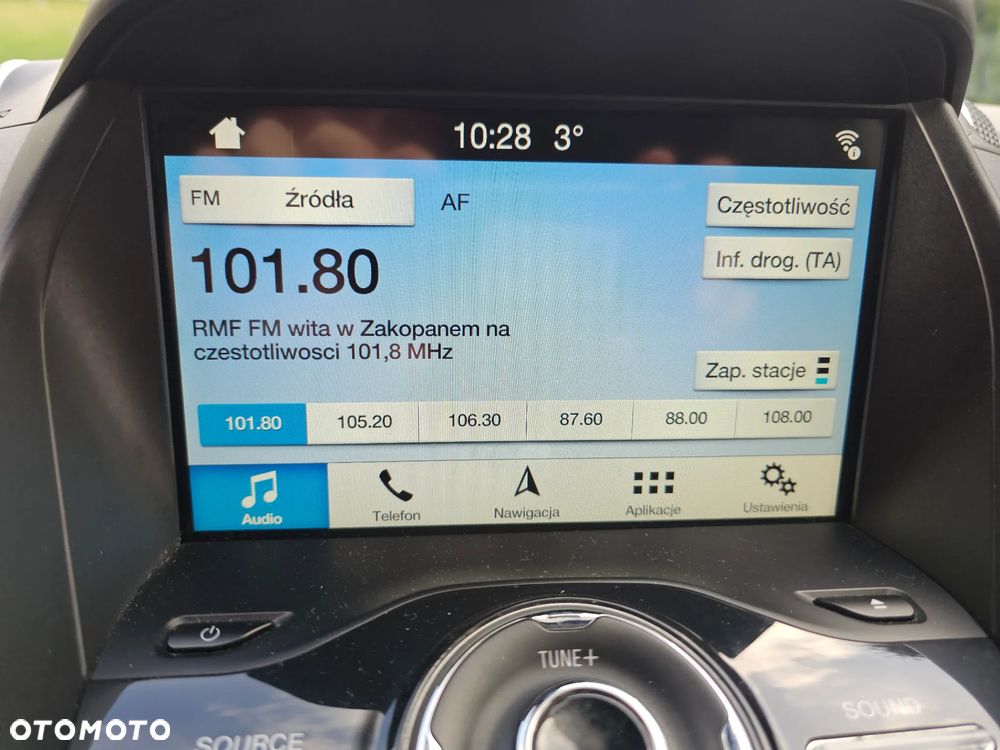 10:28 3°
FM Źródła AF Częstotliwość
101.80 Inf. drog. (TA)
RMF FM wita w Zakopanem na
czestotliwosci 101,8 MHz
Zap. stacje
101.80 105.20 106.30 87.60 88.00 108.00
Audio Telefon Nawigacja Aplikacje Ustawienia
TUNE+
SOURCE SOUND
OTOMOTO